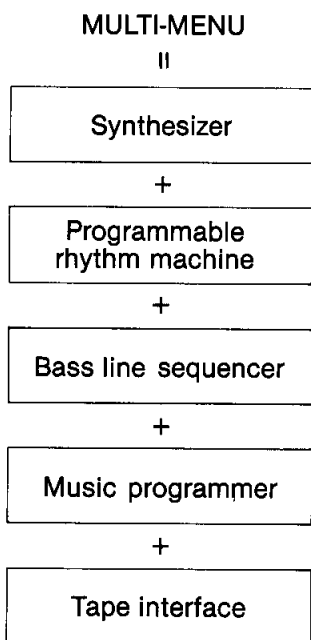 MULTI-MENU
=
Synthesizer
+
Programmable
rhythm machine
+
Bass line sequencer
+
Music programmer
+
Tape interface